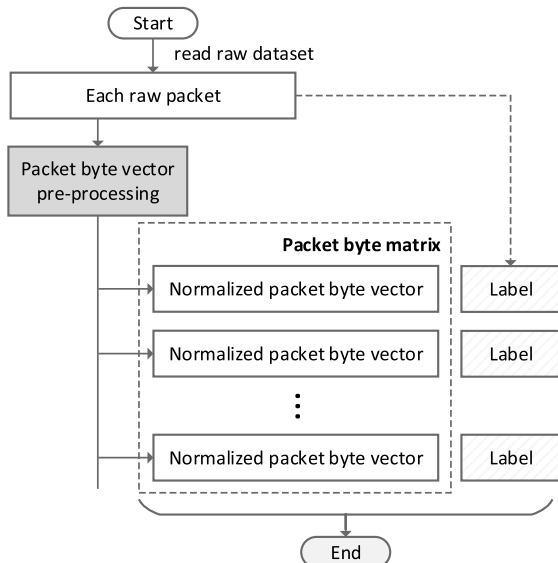 Start
read raw dataset
Each raw packet
Packet byte vector
pre-processing
Packet byte matrix
Normalized packet byte vector
Label
Normalized packet byte vector
Label
Normalized packet byte vector
Label
End